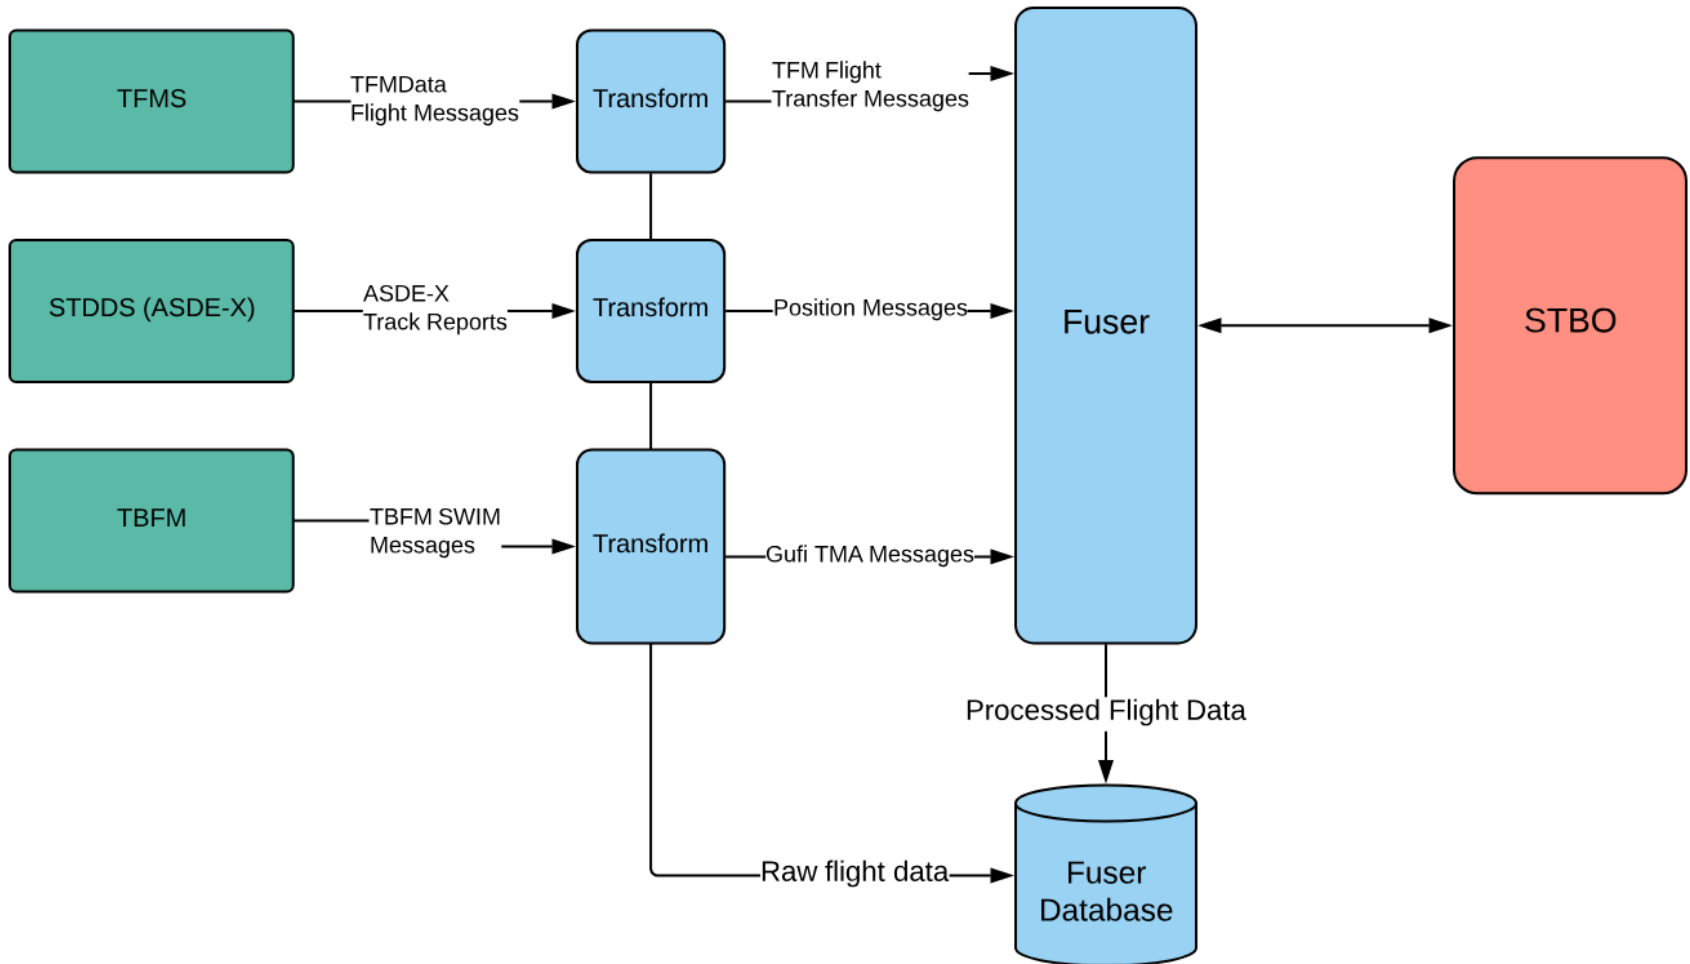 TFMS
TFMData
Flight Messages
Transform
TFM Flight
Transfer Messages
STDDS (ASDE-X)
ASDE-X
Track Reports
Transform
Position Messages
Fuser
STBO
TBFM
TBFM SWIM
Messages
Transform
Gufi TMA Messages
Processed Flight Data
Raw flight data
Fuser
Database